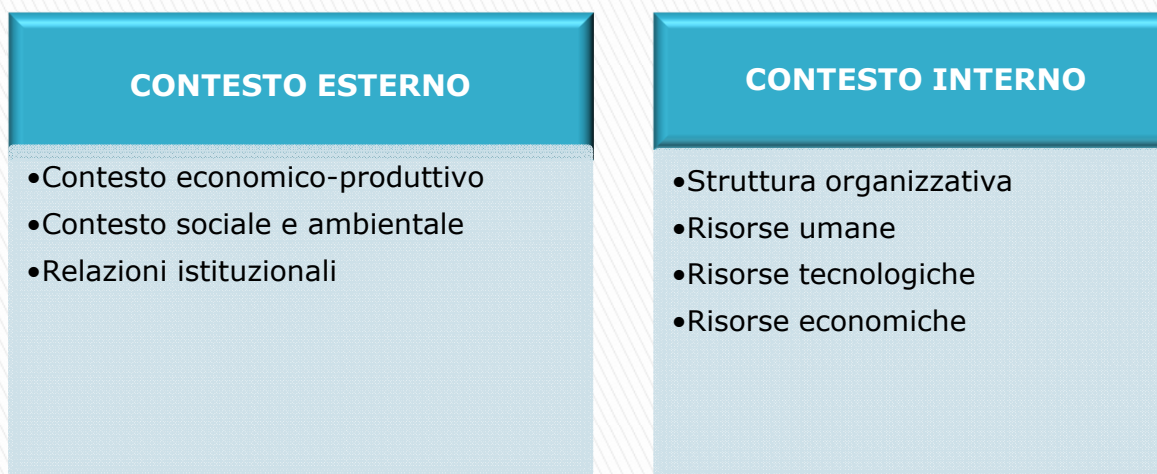 CONTESTO ESTERNO
•Contesto economico-produttivo
•Contesto sociale e ambientale
•Relazioni istituzionali
CONTESTO INTERNO
•Struttura organizzativa
•Risorse umane
•Risorse tecnologiche
•Risorse economiche